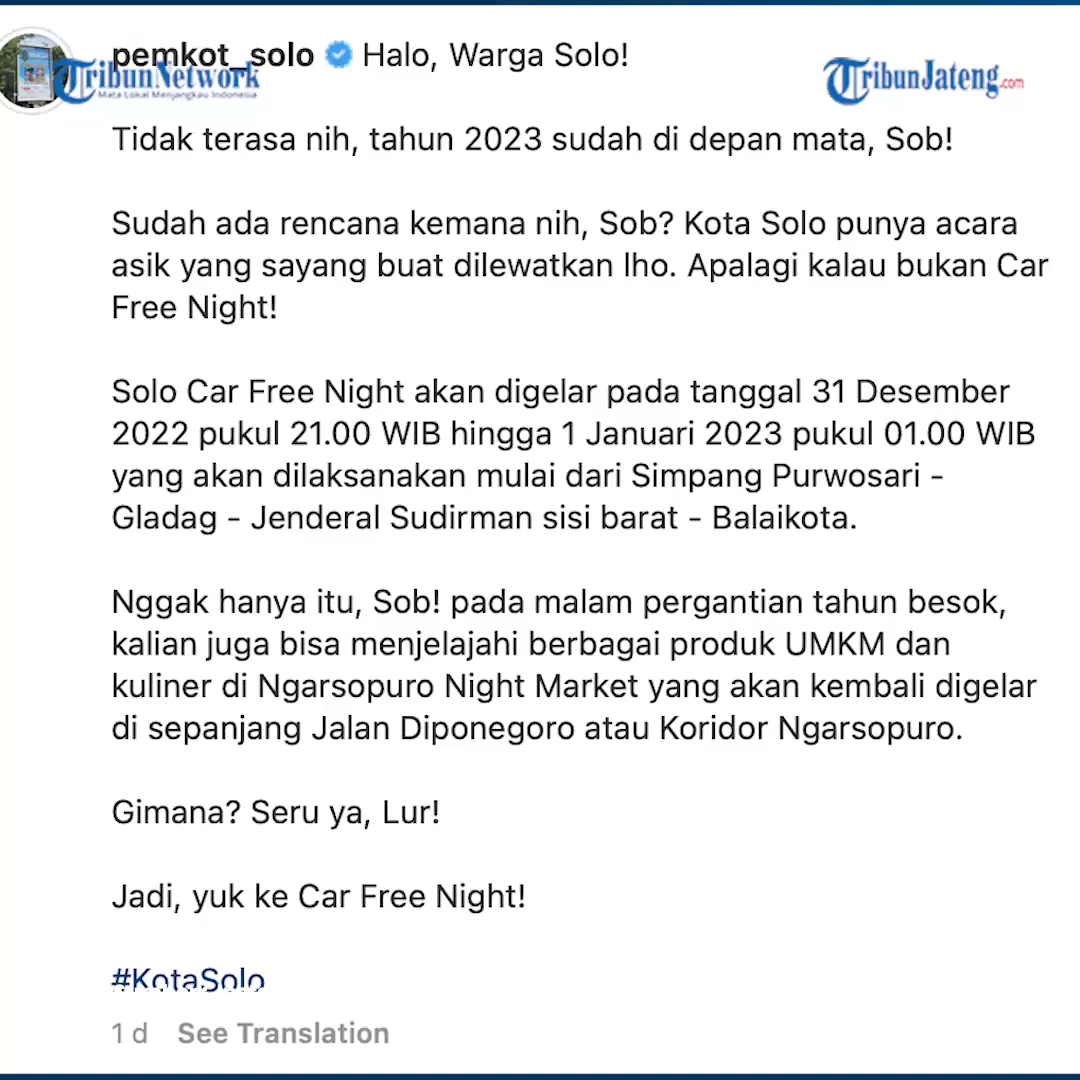 pemkot_solo Halo, Warga Solo!
TribunNetwork
Mata Lokal Menjangkau Indonesia
TribunJateng.com
Tidak terasa nih, tahun 2023 sudah di depan mata, Sob!
Sudah ada rencana kemana nih, Sob? Kota Solo punya acara
asik yang sayang buat dilewatkan lho. Apalagi kalau bukan Car
Free Night!
Solo Car Free Night akan digelar pada tanggal 31 Desember
2022 pukul 21.00 WIB hingga 1 Januari 2023 pukul 01.00 WIB
yang akan dilaksanakan mulai dari Simpang Purwosari -
Gladag - Jenderal Sudirman sisi barat - Balaikota.
Nggak hanya itu, Sob! pada malam pergantian tahun besok,
kalian juga bisa menjelajahi berbagai produk UMKM dan
kuliner di Ngarsopuro Night Market yang akan kembali digelar
di sepanjang Jalan Diponegoro atau Koridor Ngarsopuro.
Gimana? Seru ya, Lur!
Jadi, yuk ke Car Free Night!
#KotaSolo
1 d See Translation